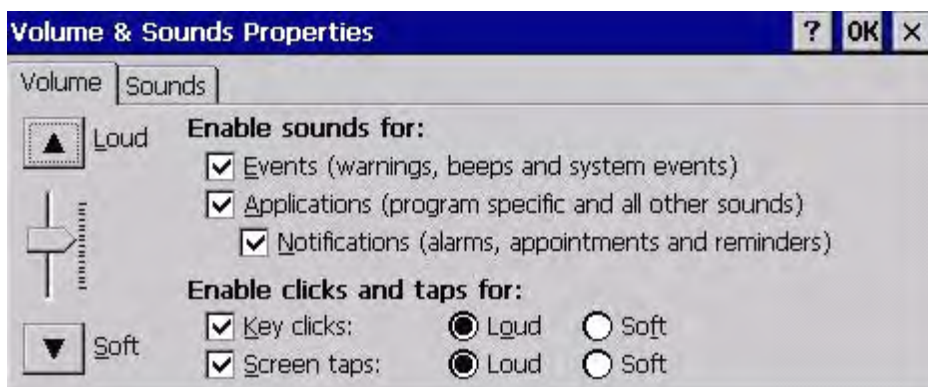 Volume & Sounds Properties ? OK ×
Volume Sounds
Loud
Enable sounds for:
Events (warnings, beeps and system events)
Applications (program specific and all other sounds)
Notifications (alarms, appointments and reminders)
Enable clicks and taps for:
Key clicks: Loud Soft
Soft
Screen taps: Loud Soft